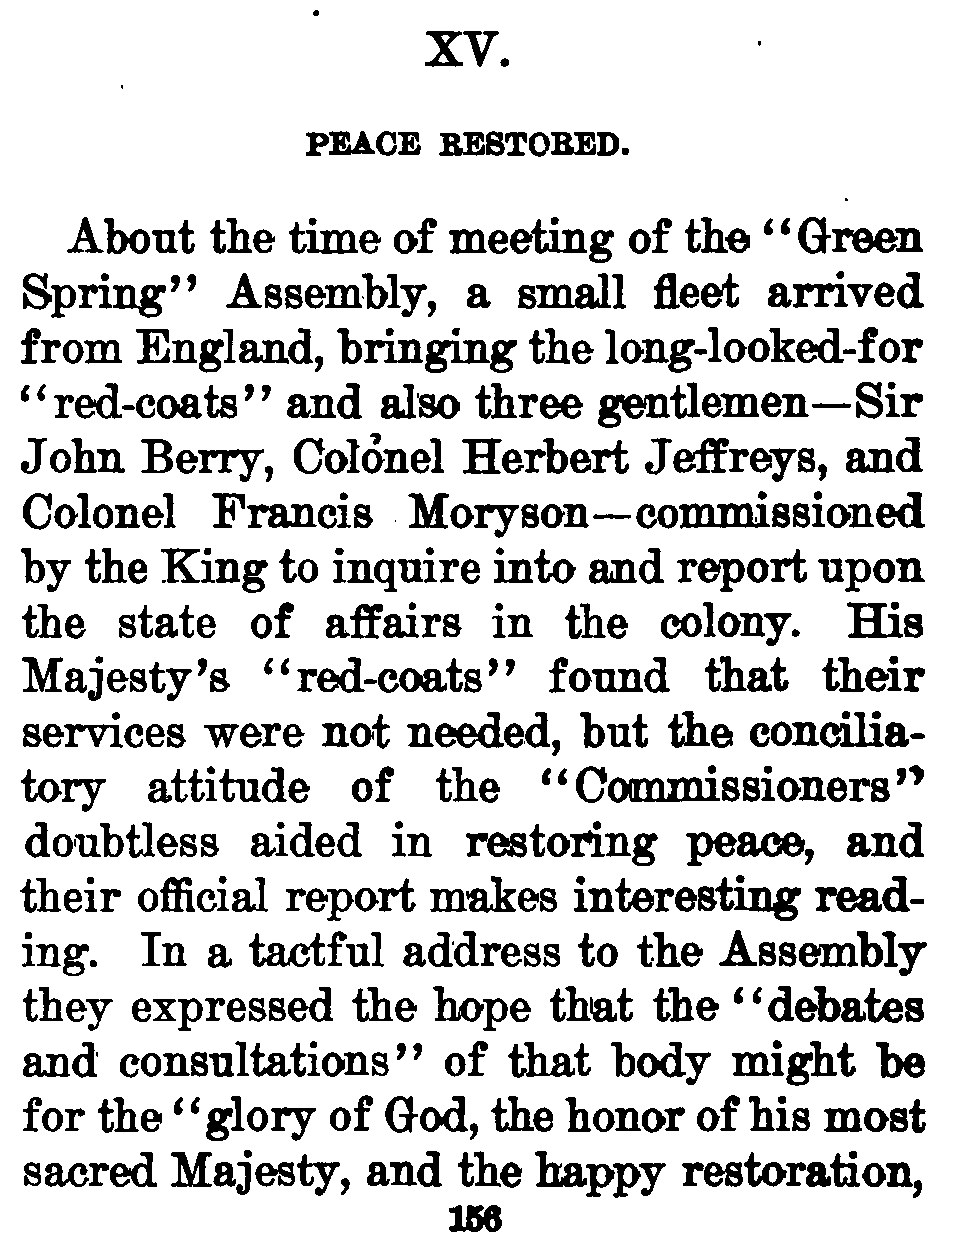 XV.
PEACE RESTORED.
About the time of meeting of the "Green
Spring" Assembly, a small fleet arrived
from England, bringing the long-looked-for
"red-coats" and also three gentlemen—Sir
John Berry, Colonel Herbert Jeffreys, and
Colonel Francis Moryson—commissioned
by the King to inquire into and report upon
the state of affairs in the colony. His
Majesty's "red-coats" found that their
services were not needed, but the concilia-
tory attitude of the "Commissioners"
doubtless aided in restoring peace, and
their official report makes interesting read-
ing. In a tactful address to the Assembly
they expressed the hope that the "debates
and consultations" of that body might be
for the "glory of God, the honor of his most
sacred Majesty, and the happy restoration,
156